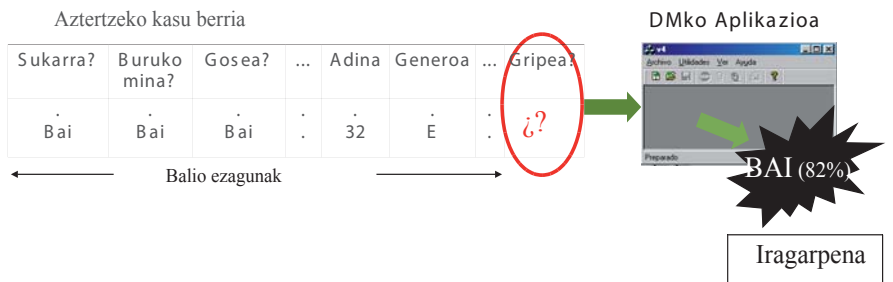 Aztertzeko kasu berria
DMko Aplikazioa
Sukarra? Buruko mina? Gosea? ... Adina Generoa ... Gripea?
. . . . . . . .
Bai Bai Bai . 32 E . ¿?
Balio ezagunak
v4
Archivo Utilidades Ver Ayuda
Preparado
BAI (82%)
Iragarpena